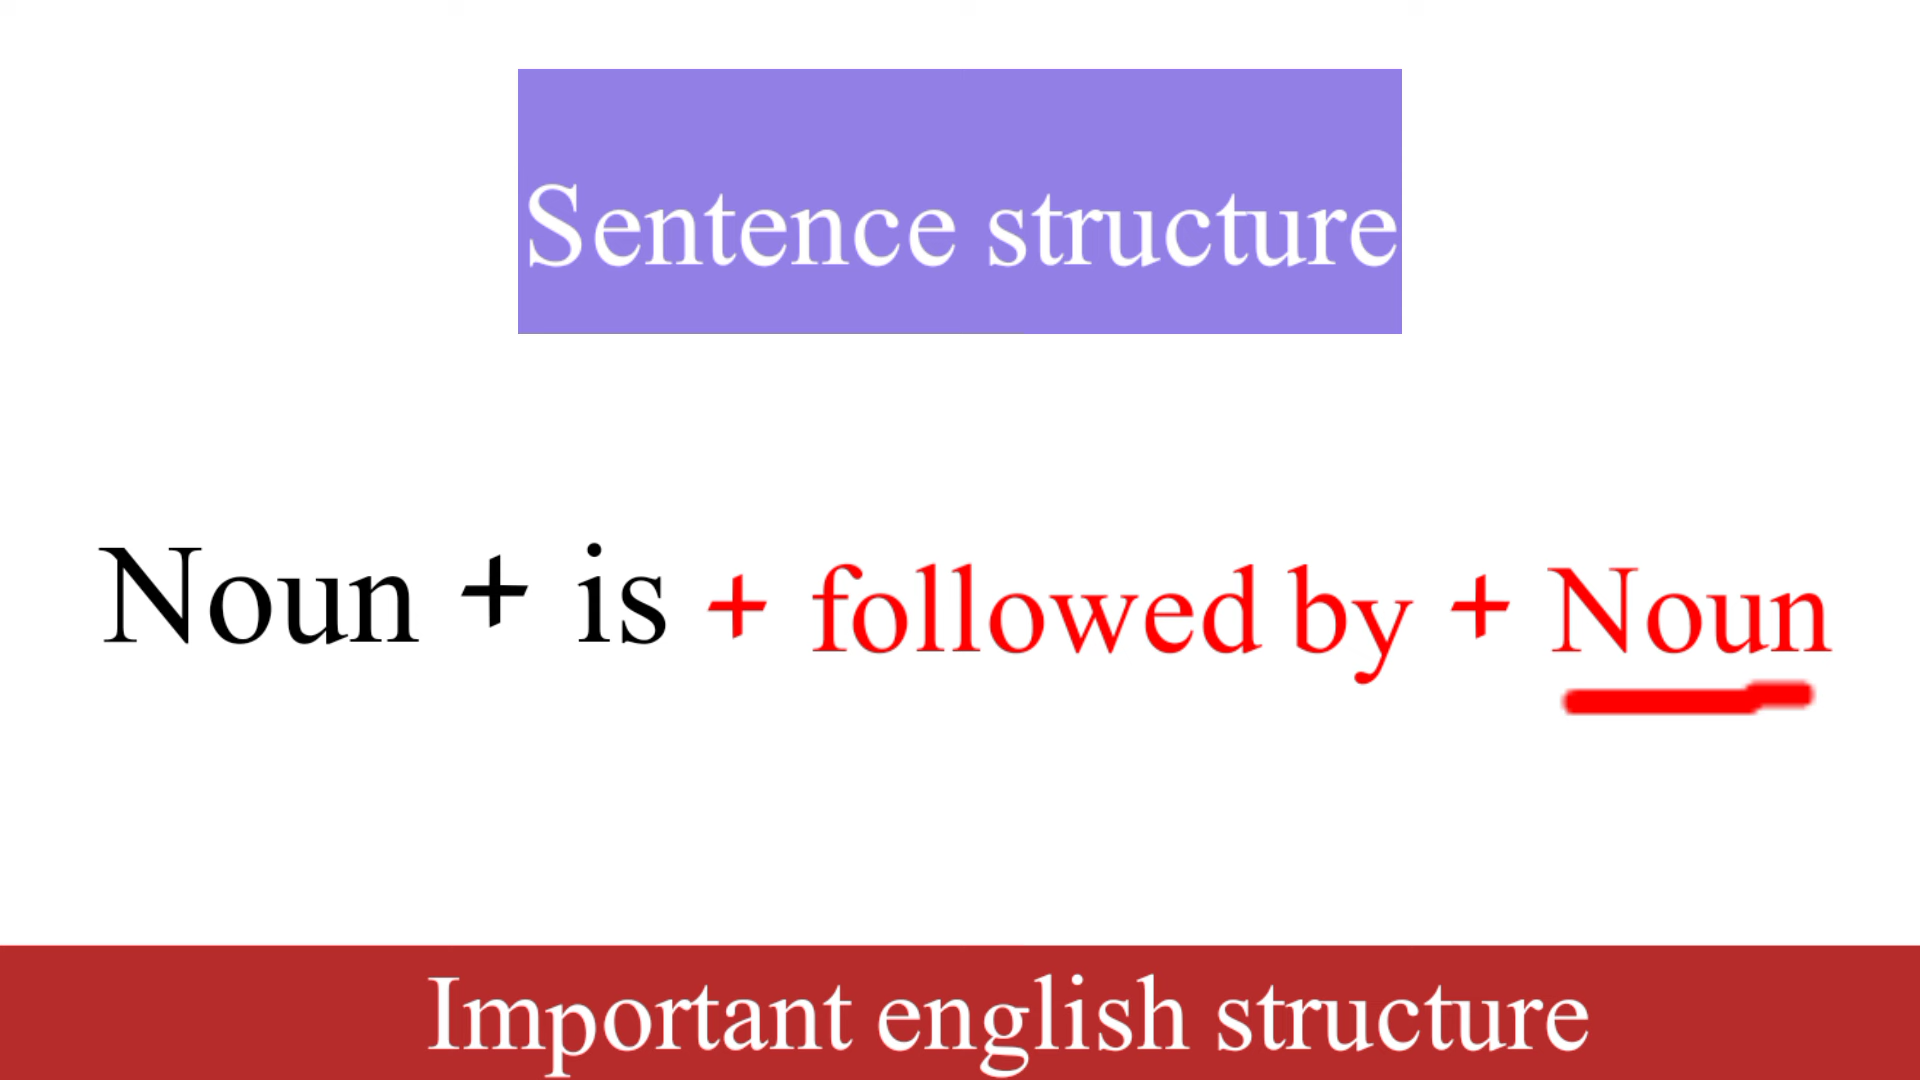 Sentence structure
Noun + is + followed by + Noun
Important english structure